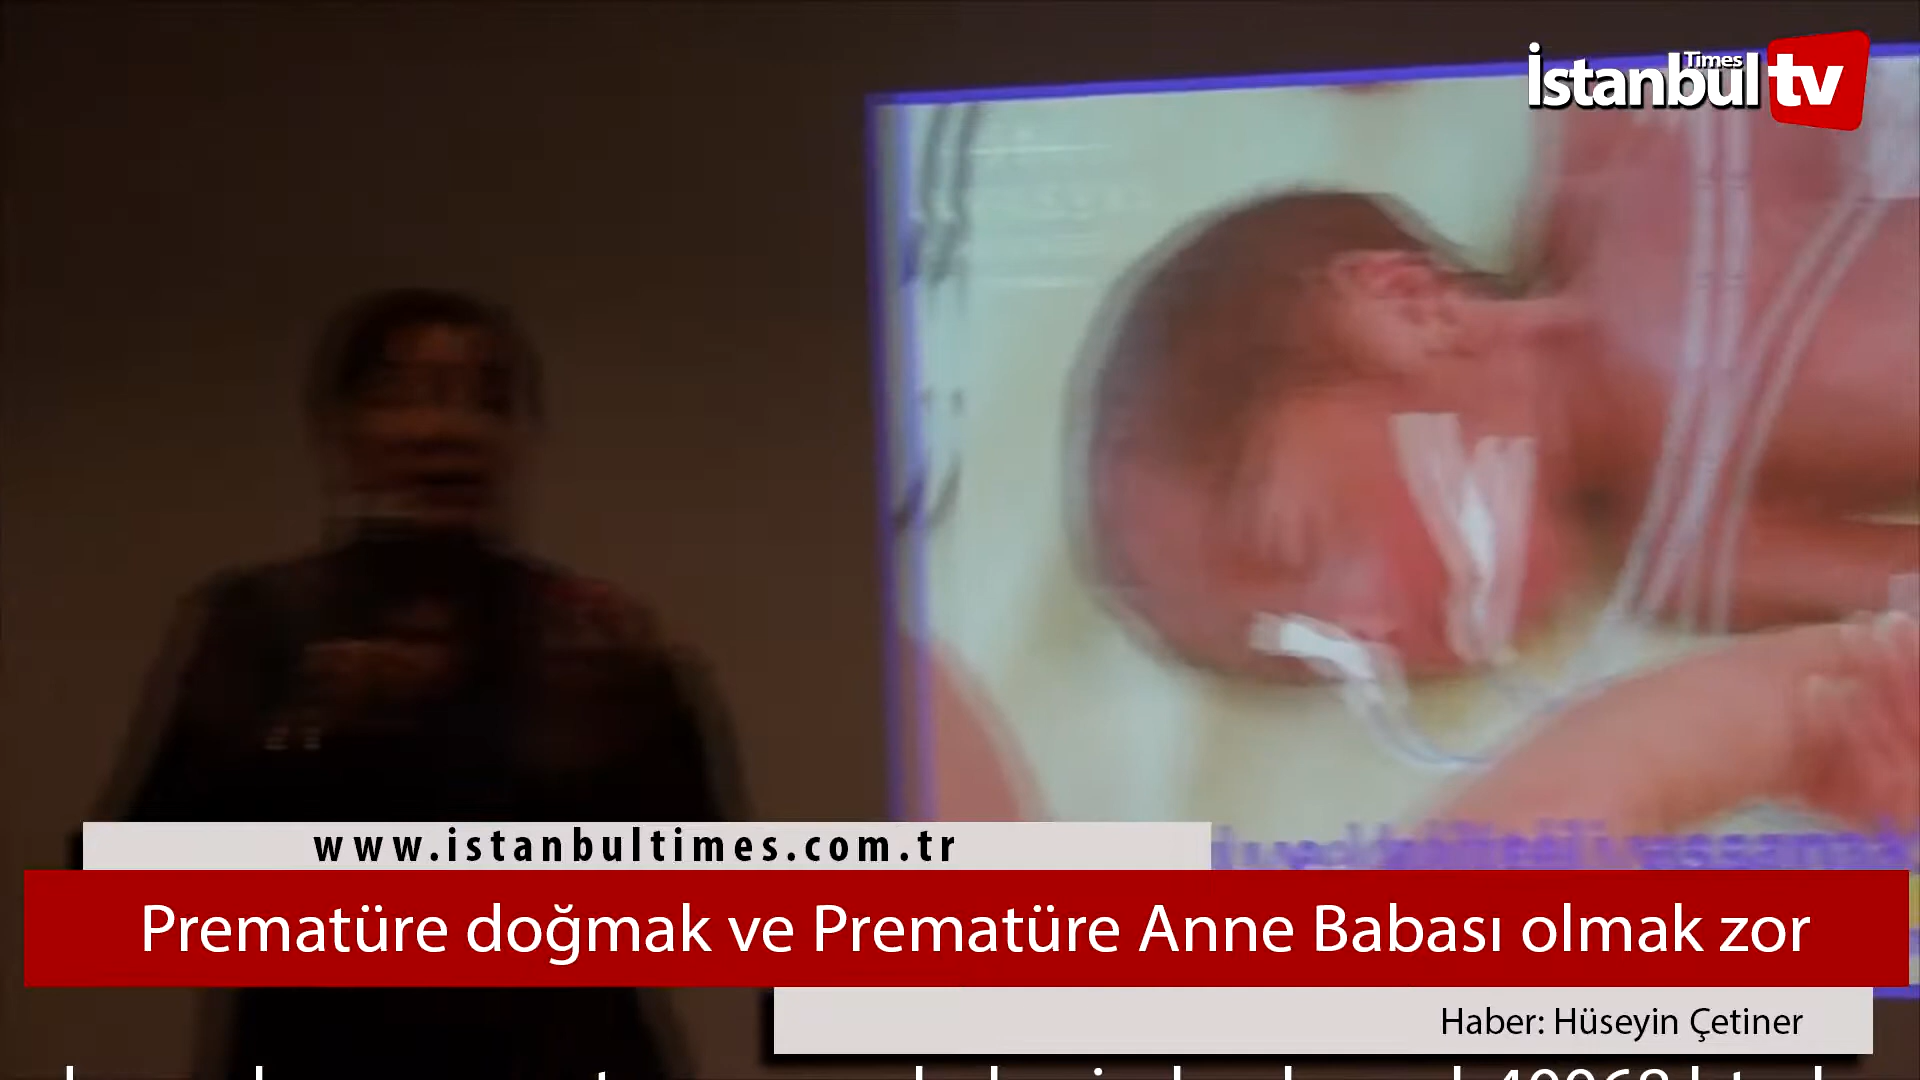 İstanbul Times tv
www.istanbultimes.com.tr
Prematüre doğmak ve Prematüre Anne Babası olmak zor
Haber: Hüseyin Çetiner